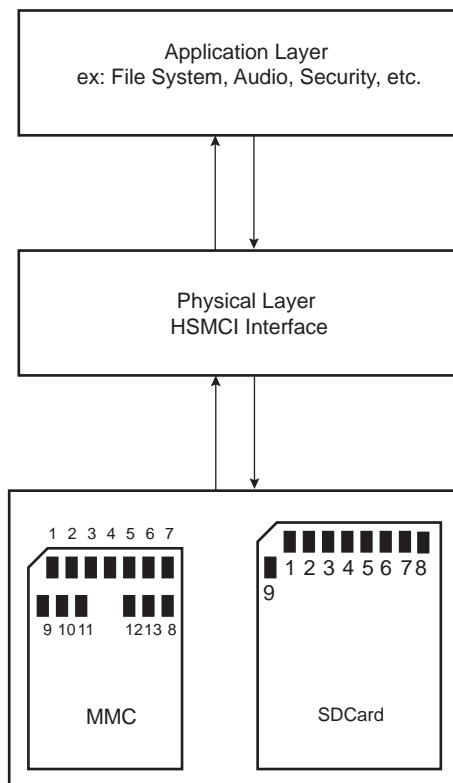 Application Layer
ex: File System, Audio, Security, etc.
Physical Layer
HSMCI Interface
1 2 3 4 5 6 7
9 10 11 12 13 8
MMC
1 2 3 4 5 6 7 8
9
SDCard